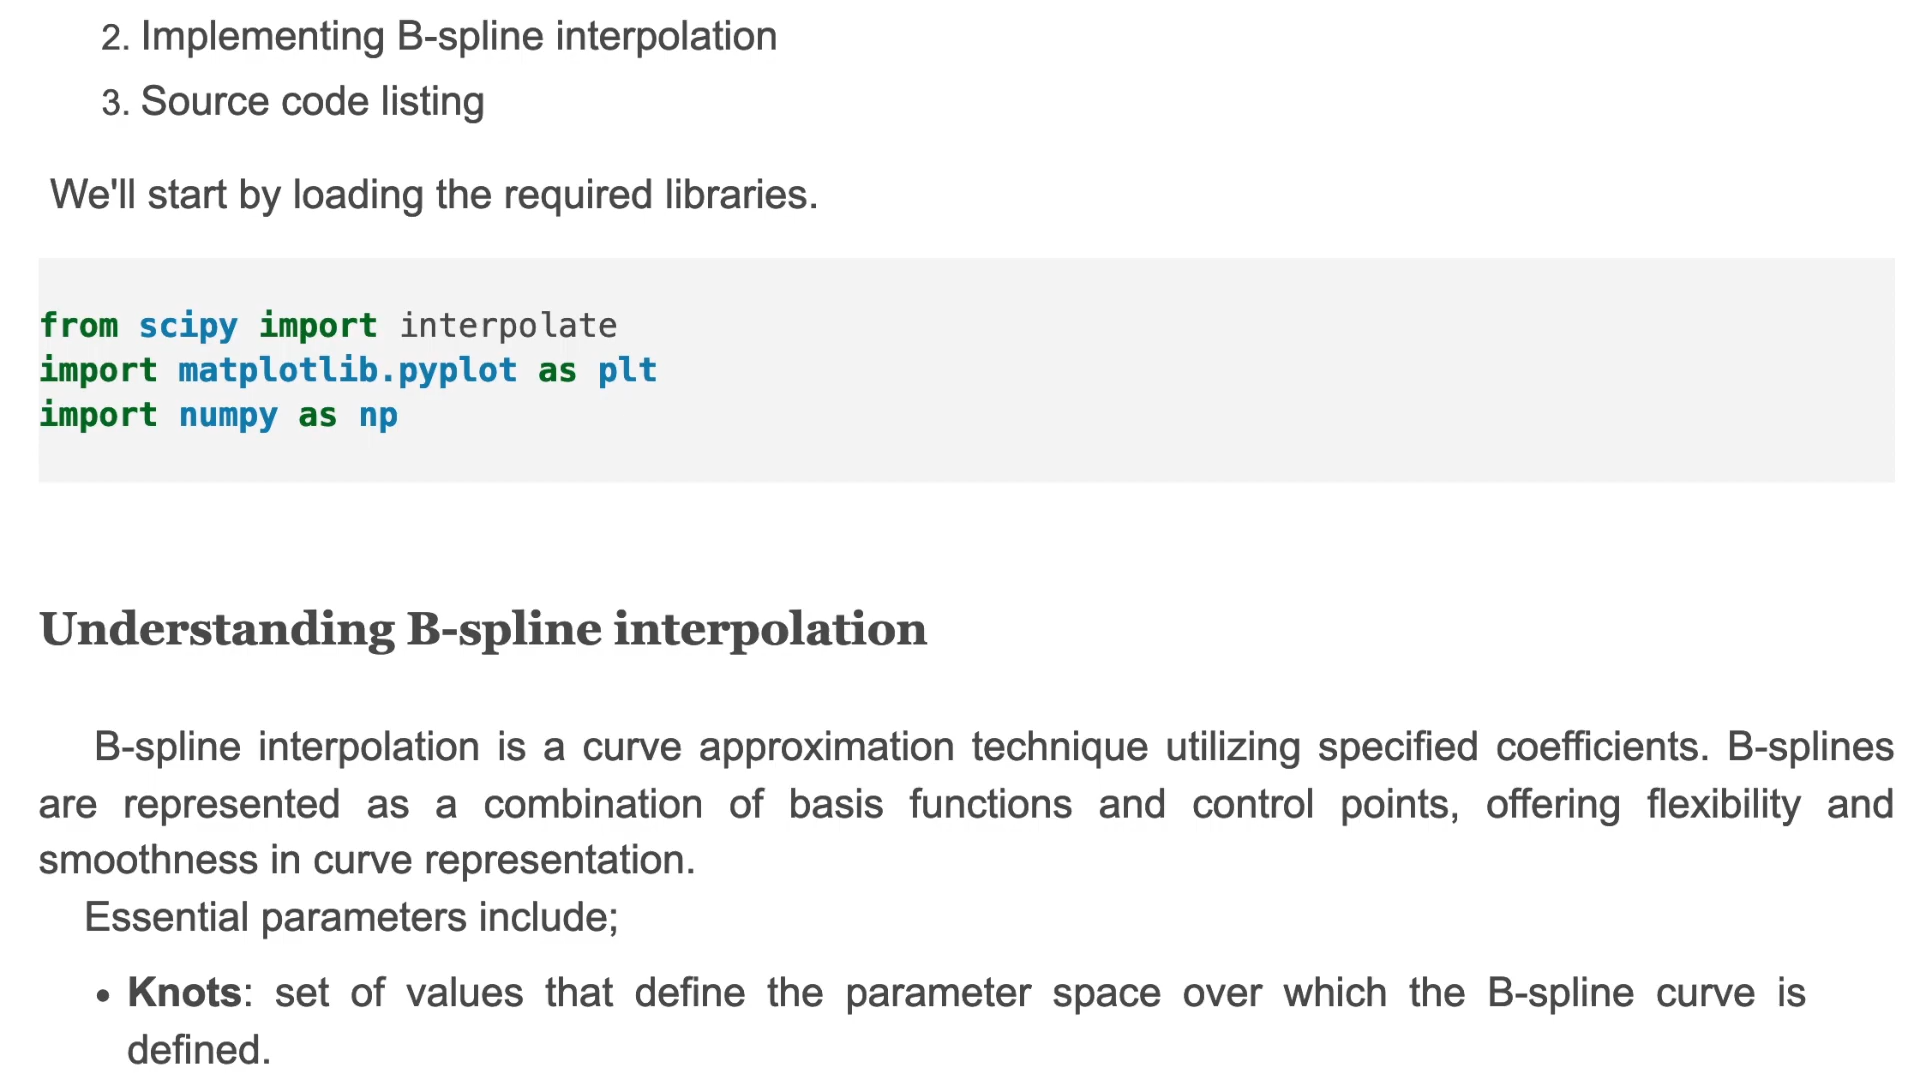 2. Implementing B-spline interpolation
3. Source code listing
We'll start by loading the required libraries.
from scipy import interpolate
import matplotlib.pyplot as plt
import numpy as np
Understanding B-spline interpolation
B-spline interpolation is a curve approximation technique utilizing specified coefficients. B-splines
are represented as a combination of basis functions and control points, offering flexibility and
smoothness in curve representation.
Essential parameters include;
• Knots: set of values that define the parameter space over which the B-spline curve is
defined.